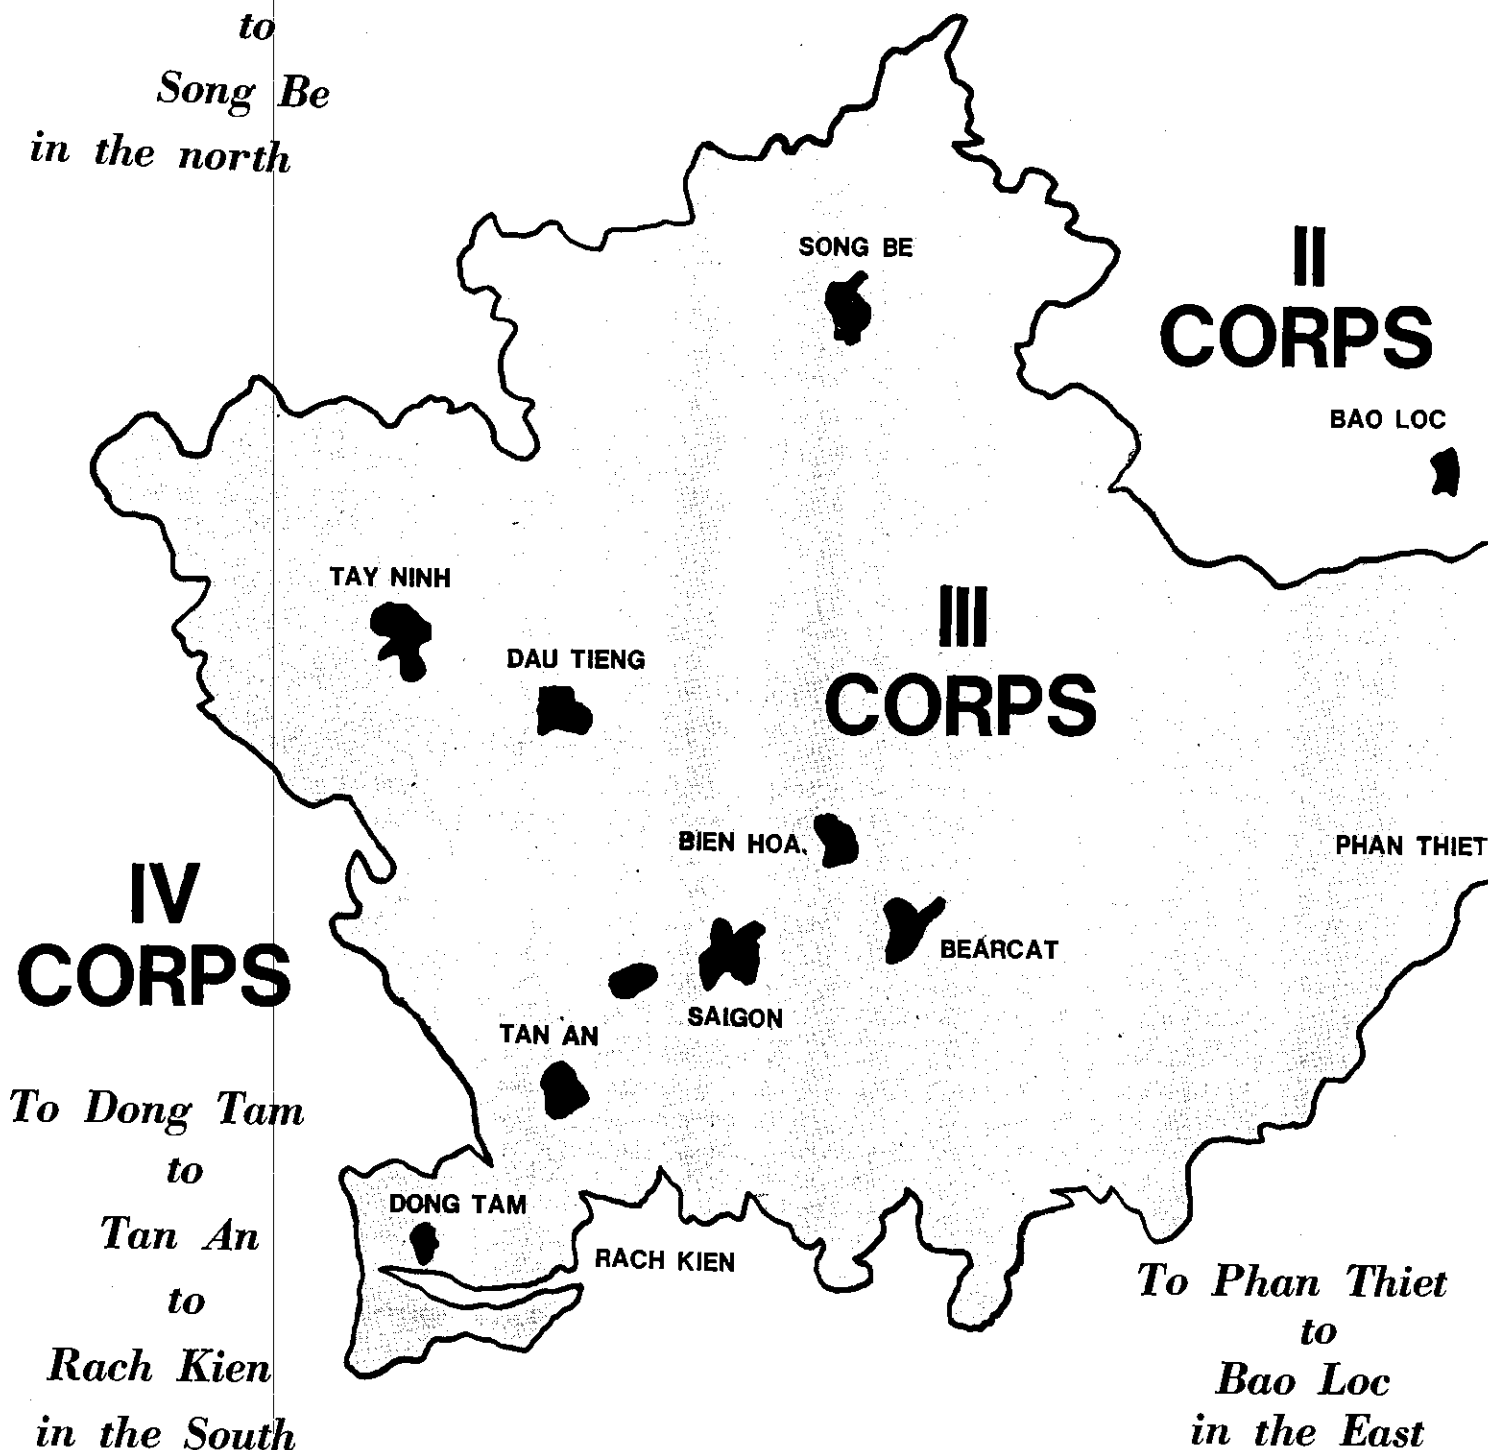 to
Song Be
in the north
SONG BE
II
CORPS
BAO LOC
TAY NINH
DAU TIENG
III
CORPS
BIEN HOA
PHAN THIET
IV
CORPS
BEARCAT
SAIGON
TAN AN
To Dong Tam
to
Tan An
to
Rach Kien
in the South
DONG TAM
RACH KIEN
To Phan Thiet
to
Bao Loc
in the East